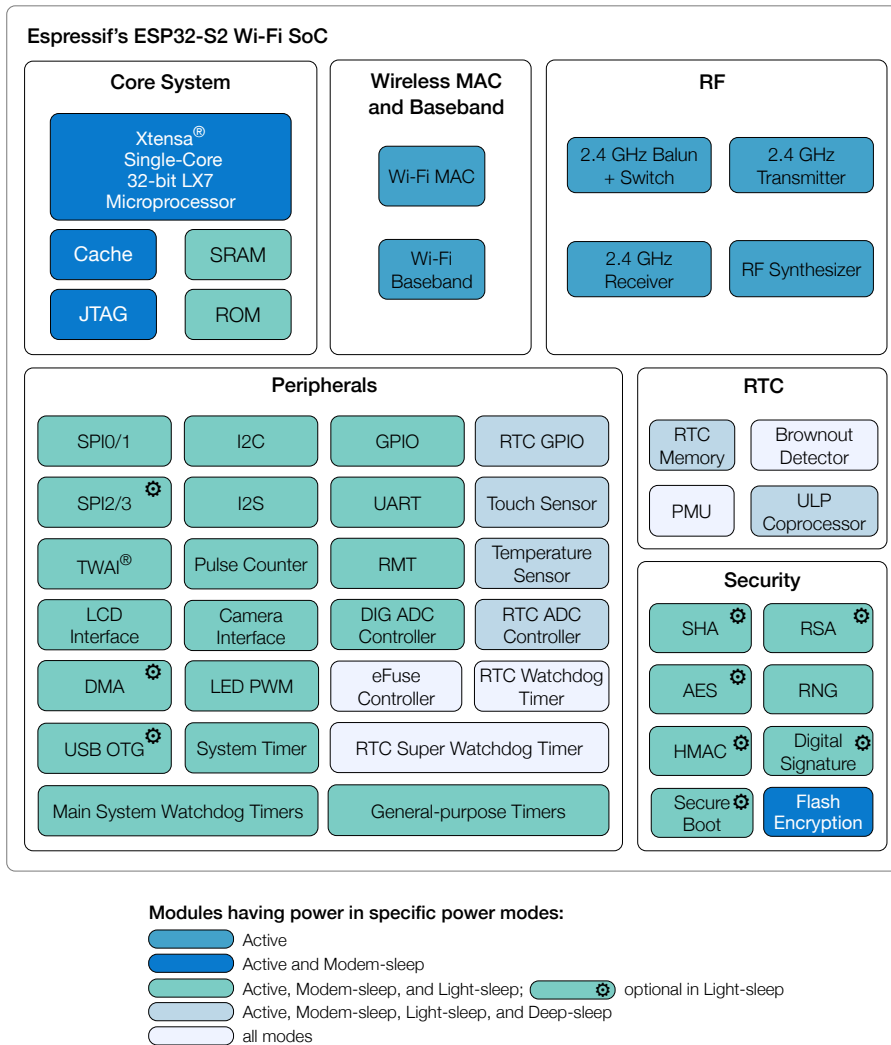 Espressif's ESP32-S2 Wi-Fi SoC
Core System
Xtensa®
Single-Core
32-bit LX7
Microprocessor
Cache
SRAM
JTAG
ROM
Wireless MAC
and Baseband
Wi-Fi MAC
Wi-Fi
Baseband
RF
2.4 GHz Balun
+ Switch
2.4 GHz
Transmitter
2.4 GHz
Receiver
RF Synthesizer
Peripherals
SPI0/1
I2C
GPIO
RTC GPIO
SPI2/3
I2S
UART
Touch Sensor
TWAI®
Pulse Counter
RMT
Temperature
Sensor
LCD
Interface
Camera
Interface
DIG ADC
Controller
RTC ADC
Controller
DMA
LED PWM
eFuse
Controller
RTC Watchdog
Timer
USB OTG
System Timer
RTC Super Watchdog Timer
Main System Watchdog Timers
General-purpose Timers
RTC
RTC
Memory
Brownout
Detector
PMU
ULP
Coprocessor
Security
SHA
RSA
AES
RNG
HMAC
Digital
Signature
Secure
Boot
Flash
Encryption
Modules having power in specific power modes:
Active
Active and Modem-sleep
Active, Modem-sleep, and Light-sleep; optional in Light-sleep
Active, Modem-sleep, Light-sleep, and Deep-sleep
all modes